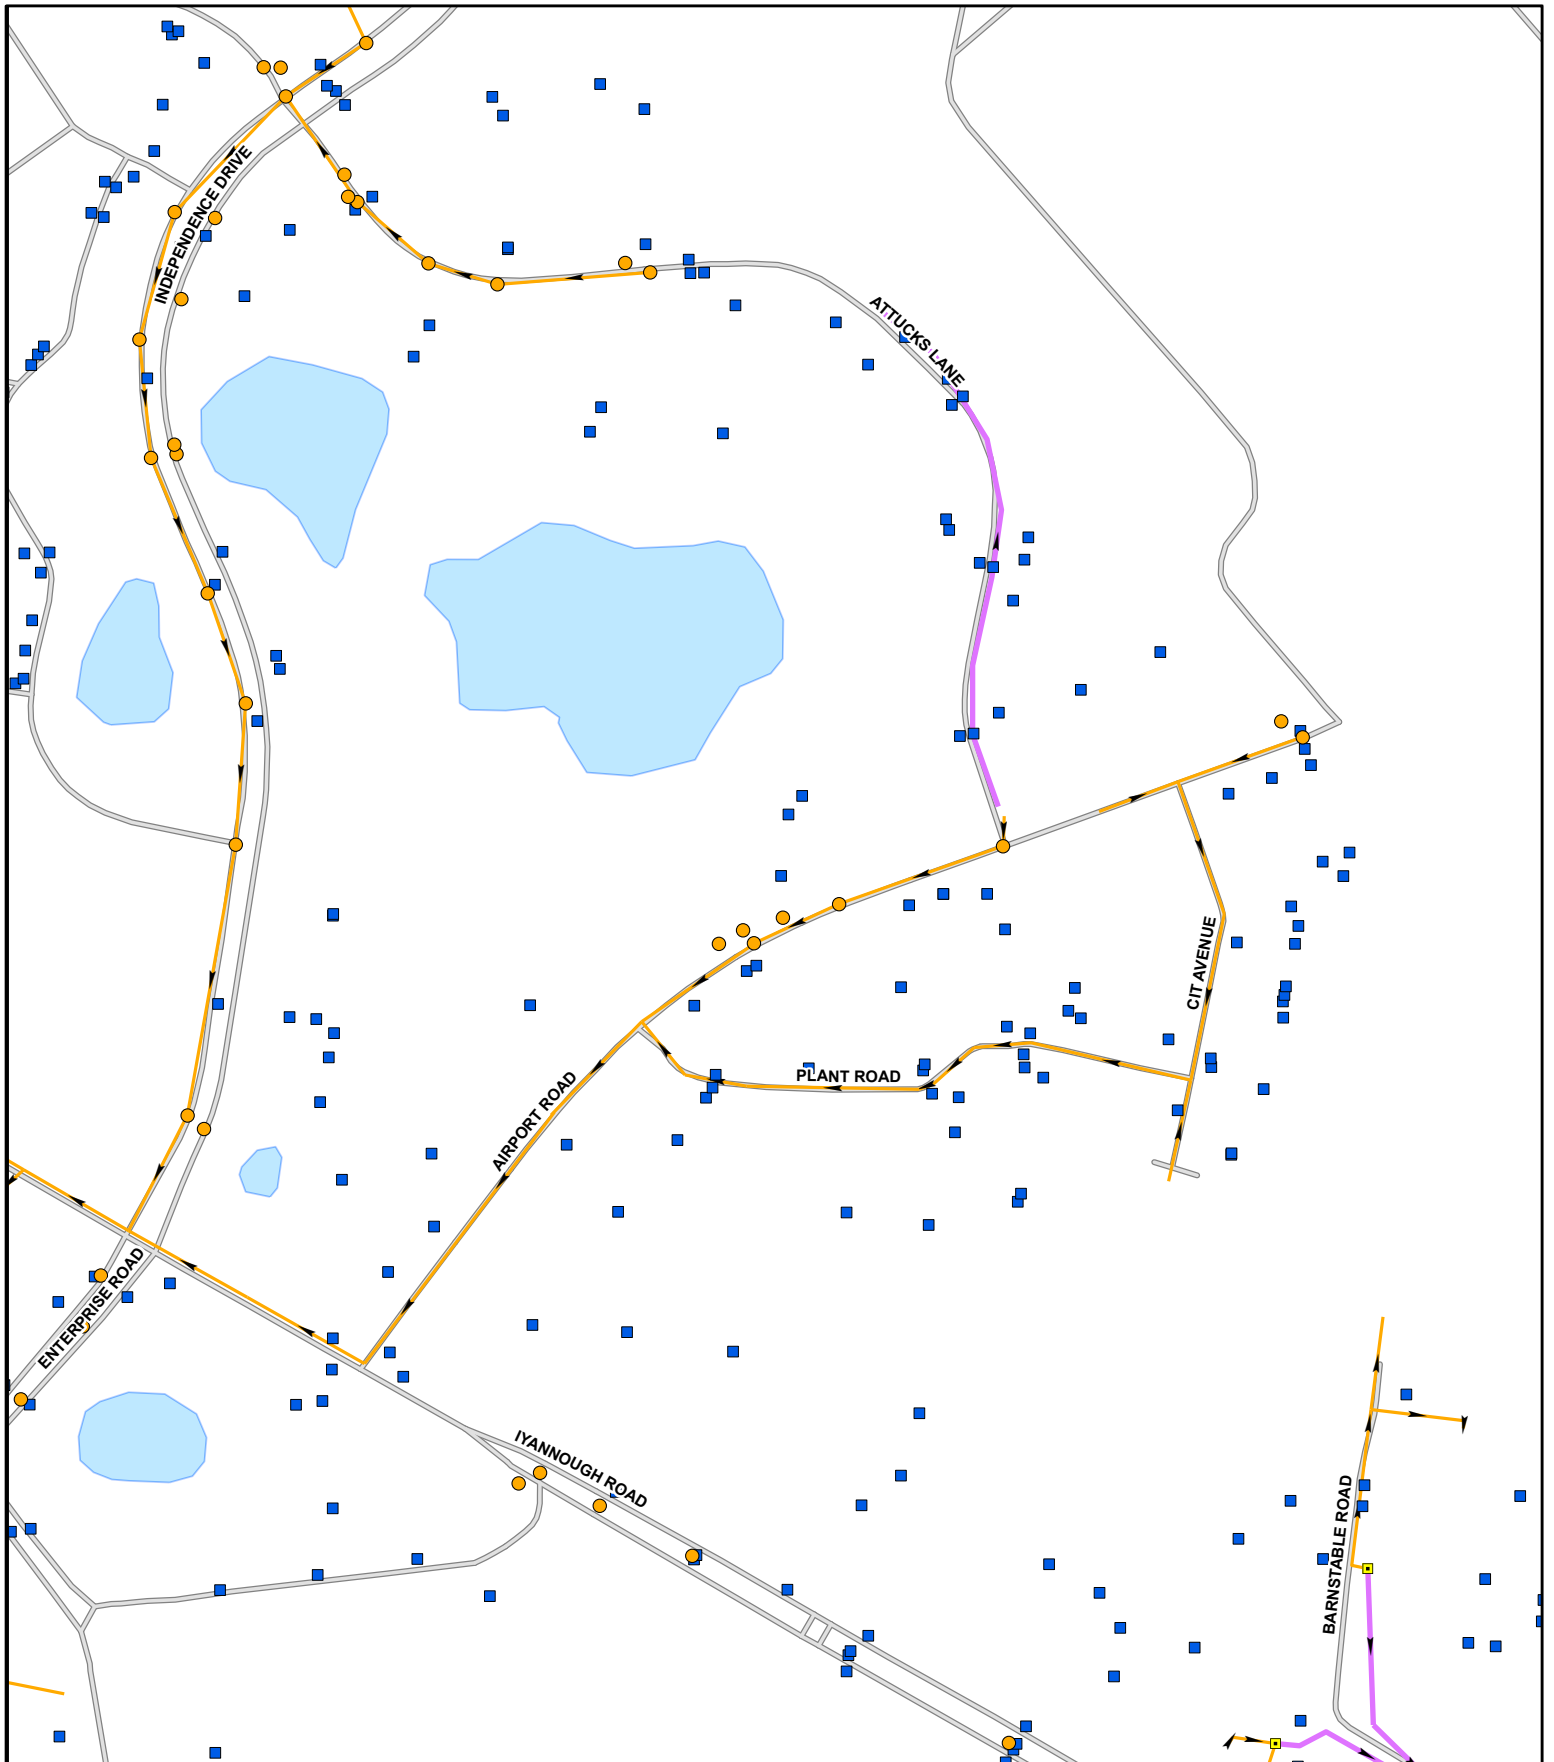 INDEPENDENCE DRIVE
ATTUCKS LANE
CIT AVENUE
PLANT ROAD
AIRPORT ROAD
ENTERPRISE ROAD
IYANNOUGH ROAD
BARNSTABLE ROAD